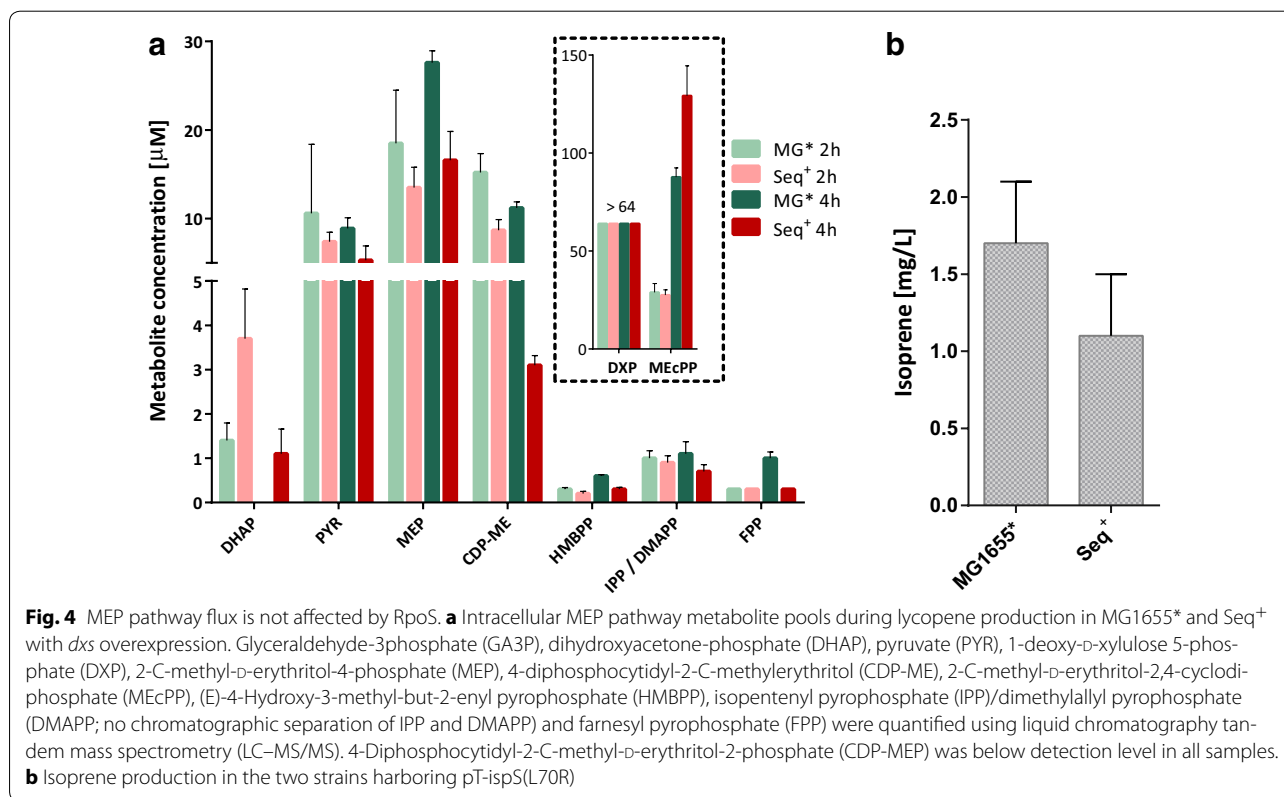 a
b
30
20
10
5
4
3
2
1
0
Metabolite concentration [µM]
DHAP
PYR
MEP
CDP-ME
HMBPP
IPP / DMAPP
FPP
150
100
50
0
> 64
DXP MEcPP
MG* 2h
Seq⁺ 2h
MG* 4h
Seq⁺ 4h
2.5
2.0
1.5
1.0
0.5
0.0
Isoprene [mg/L]
MG1655*
Seq⁺
Fig. 4 MEP pathway flux is not affected by RpoS. a Intracellular MEP pathway metabolite pools during lycopene production in MG1655* and Seq⁺
with dxs overexpression. Glyceraldehyde-3phosphate (GA3P), dihydroxyacetone-phosphate (DHAP), pyruvate (PYR), 1-deoxy-D-xylulose 5-phos-
phate (DXP), 2-C-methyl-D-erythritol-4-phosphate (MEP), 4-diphosphocytidyl-2-C-methylerythritol (CDP-ME), 2-C-methyl-D-erythritol-2,4-cyclodi-
phosphate (MEcPP), (E)-4-Hydroxy-3-methyl-but-2-enyl pyrophosphate (HMBPP), isopentenyl pyrophosphate (IPP)/dimethylallyl pyrophosphate
(DMAPP; no chromatographic separation of IPP and DMAPP) and farnesyl pyrophosphate (FPP) were quantified using liquid chromatography tan-
dem mass spectrometry (LC–MS/MS). 4-Diphosphocytidyl-2-C-methyl-D-erythritol-2-phosphate (CDP-MEP) was below detection level in all samples.
b Isoprene production in the two strains harboring pT-ispS(L70R)